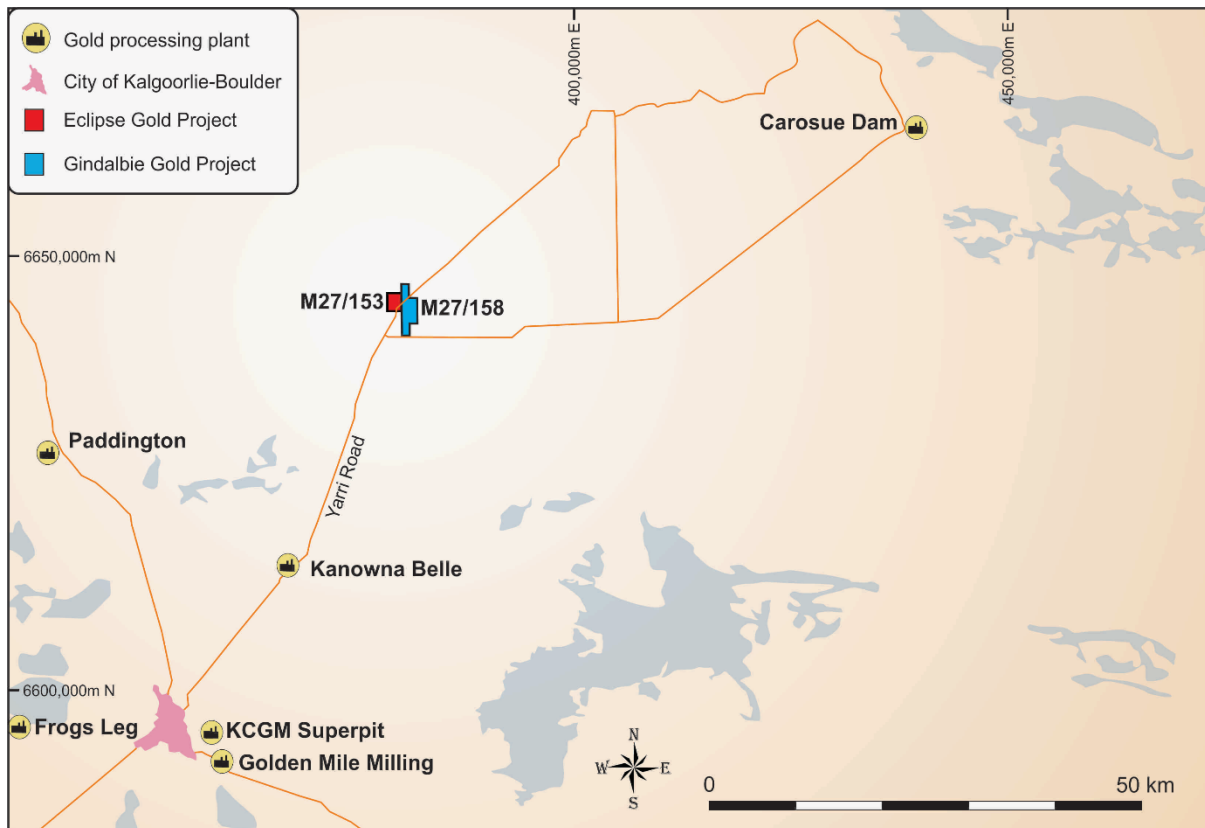 Gold processing plant
City of Kalgoorlie-Boulder
Eclipse Gold Project
Gindalbie Gold Project
400,000m E
450,000m E
Carosue Dam
6650,000m N
M27/153
M27/158
Paddington
Yarri Road
Kanowna Belle
6600,000m N
Frogs Leg
KCGM Superpit
Golden Mile Milling
N
W
E
S
0
50 km